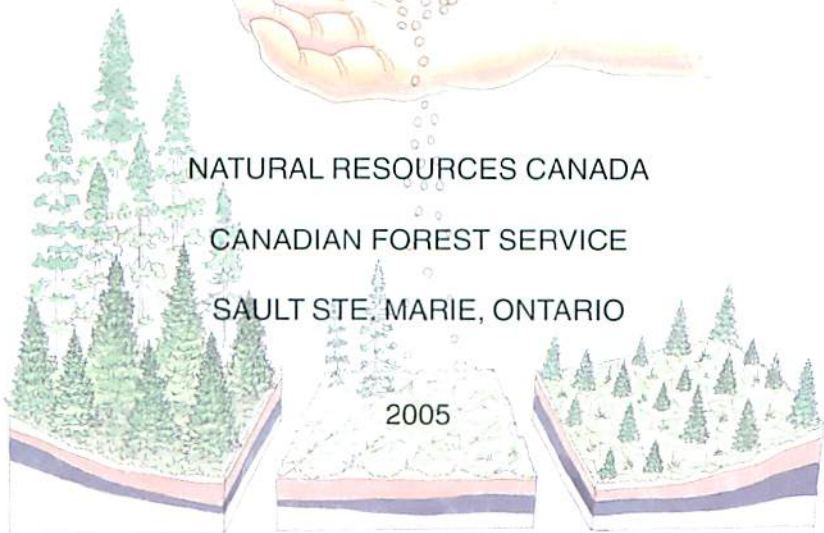 NATURAL RESOURCES CANADA
CANADIAN FOREST SERVICE
SAULT STE. MARIE, ONTARIO
2005